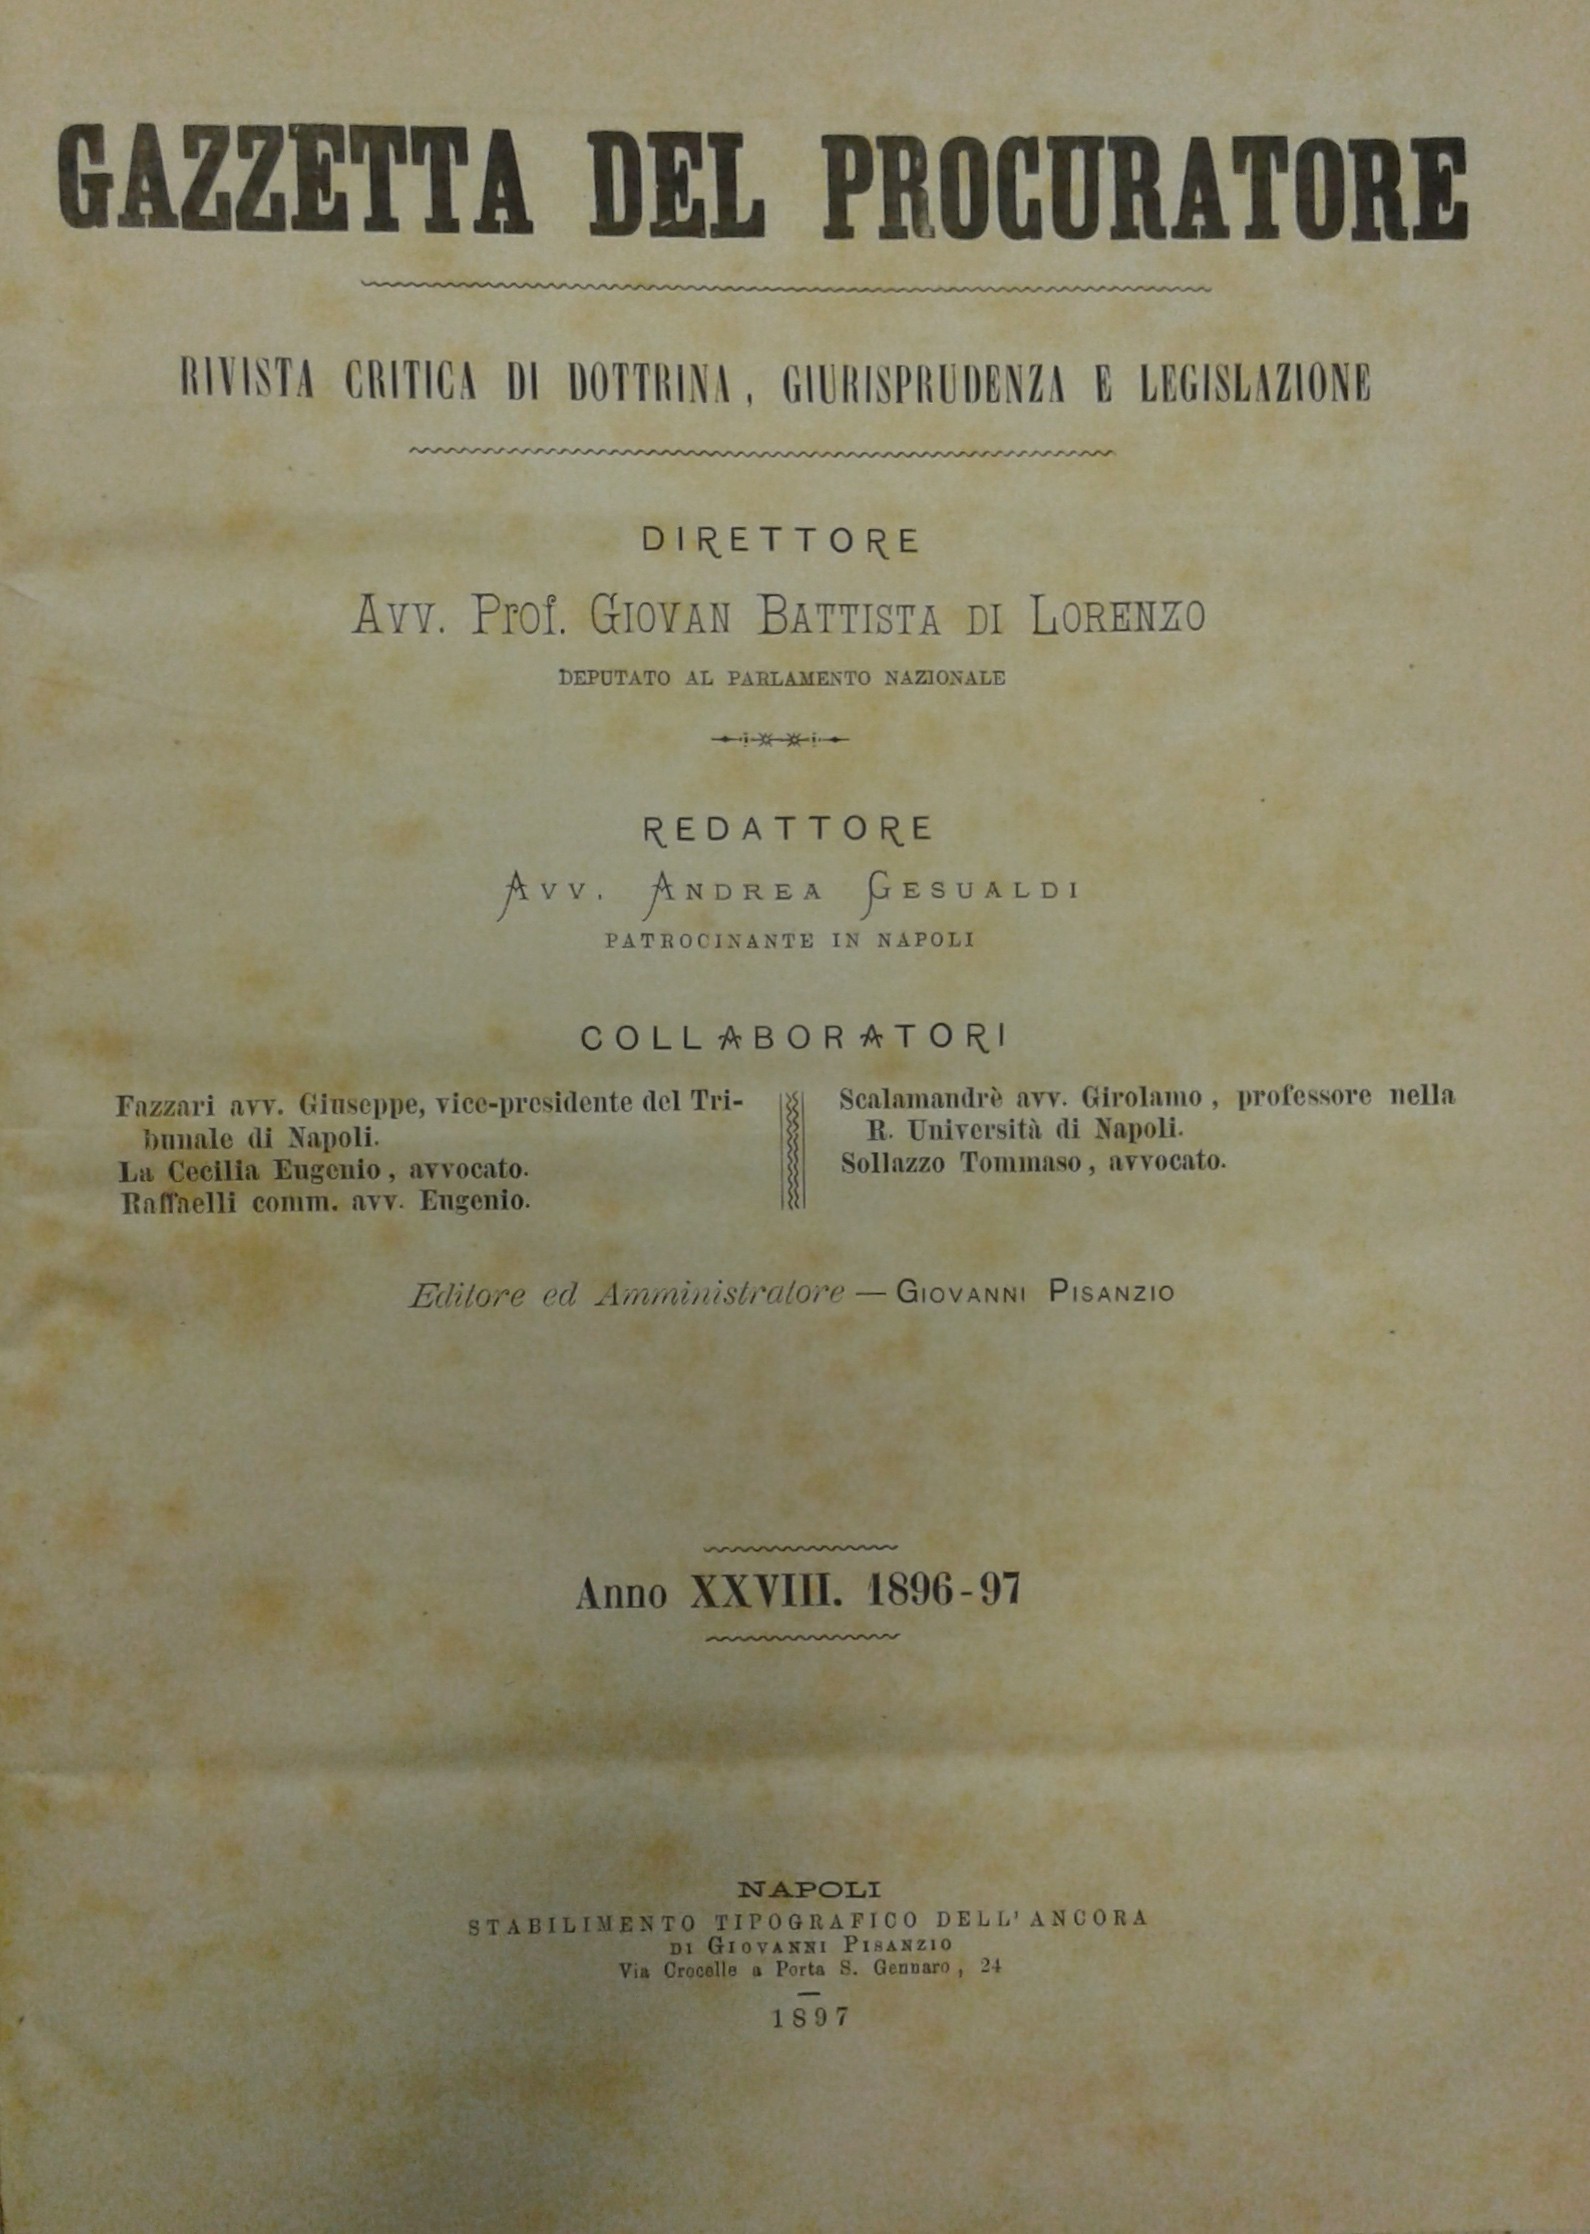 GAZZETTA DEL PROCURATORE
RIVISTA CRITICA DI DOTTRINA, GIURISPRUDENZA E LEGISLAZIONE
DIRETTORE
AVV. Prof. GIOVAN BATTISTA DI LORENZO
DEPUTATO AL PARLAMENTO NAZIONALE
REDATTORE
AVV. ANDREA GESUALDI
PATROCINANTE IN NAPOLI
COLLABORATORI
Fazzari avv. Giuseppe, vice-presidente del Tri-
bunale di Napoli.
La Cecilia Eugenio, avvocato.
Raffaelli comm. avv. Eugenio.
Scalamandrè avv. Girolamo, professore nella
R. Università di Napoli.
Sollazzo Tommaso, avvocato.
Editore ed Amministratore — GIOVANNI PISANZIO
Anno XXVIII. 1896-97
NAPOLI
STABILIMENTO TIPOGRAFICO DELL'ANCORA
DI GIOVANNI PISANZIO
Via Crocelle a Porta S. Gennaro, 24
1897